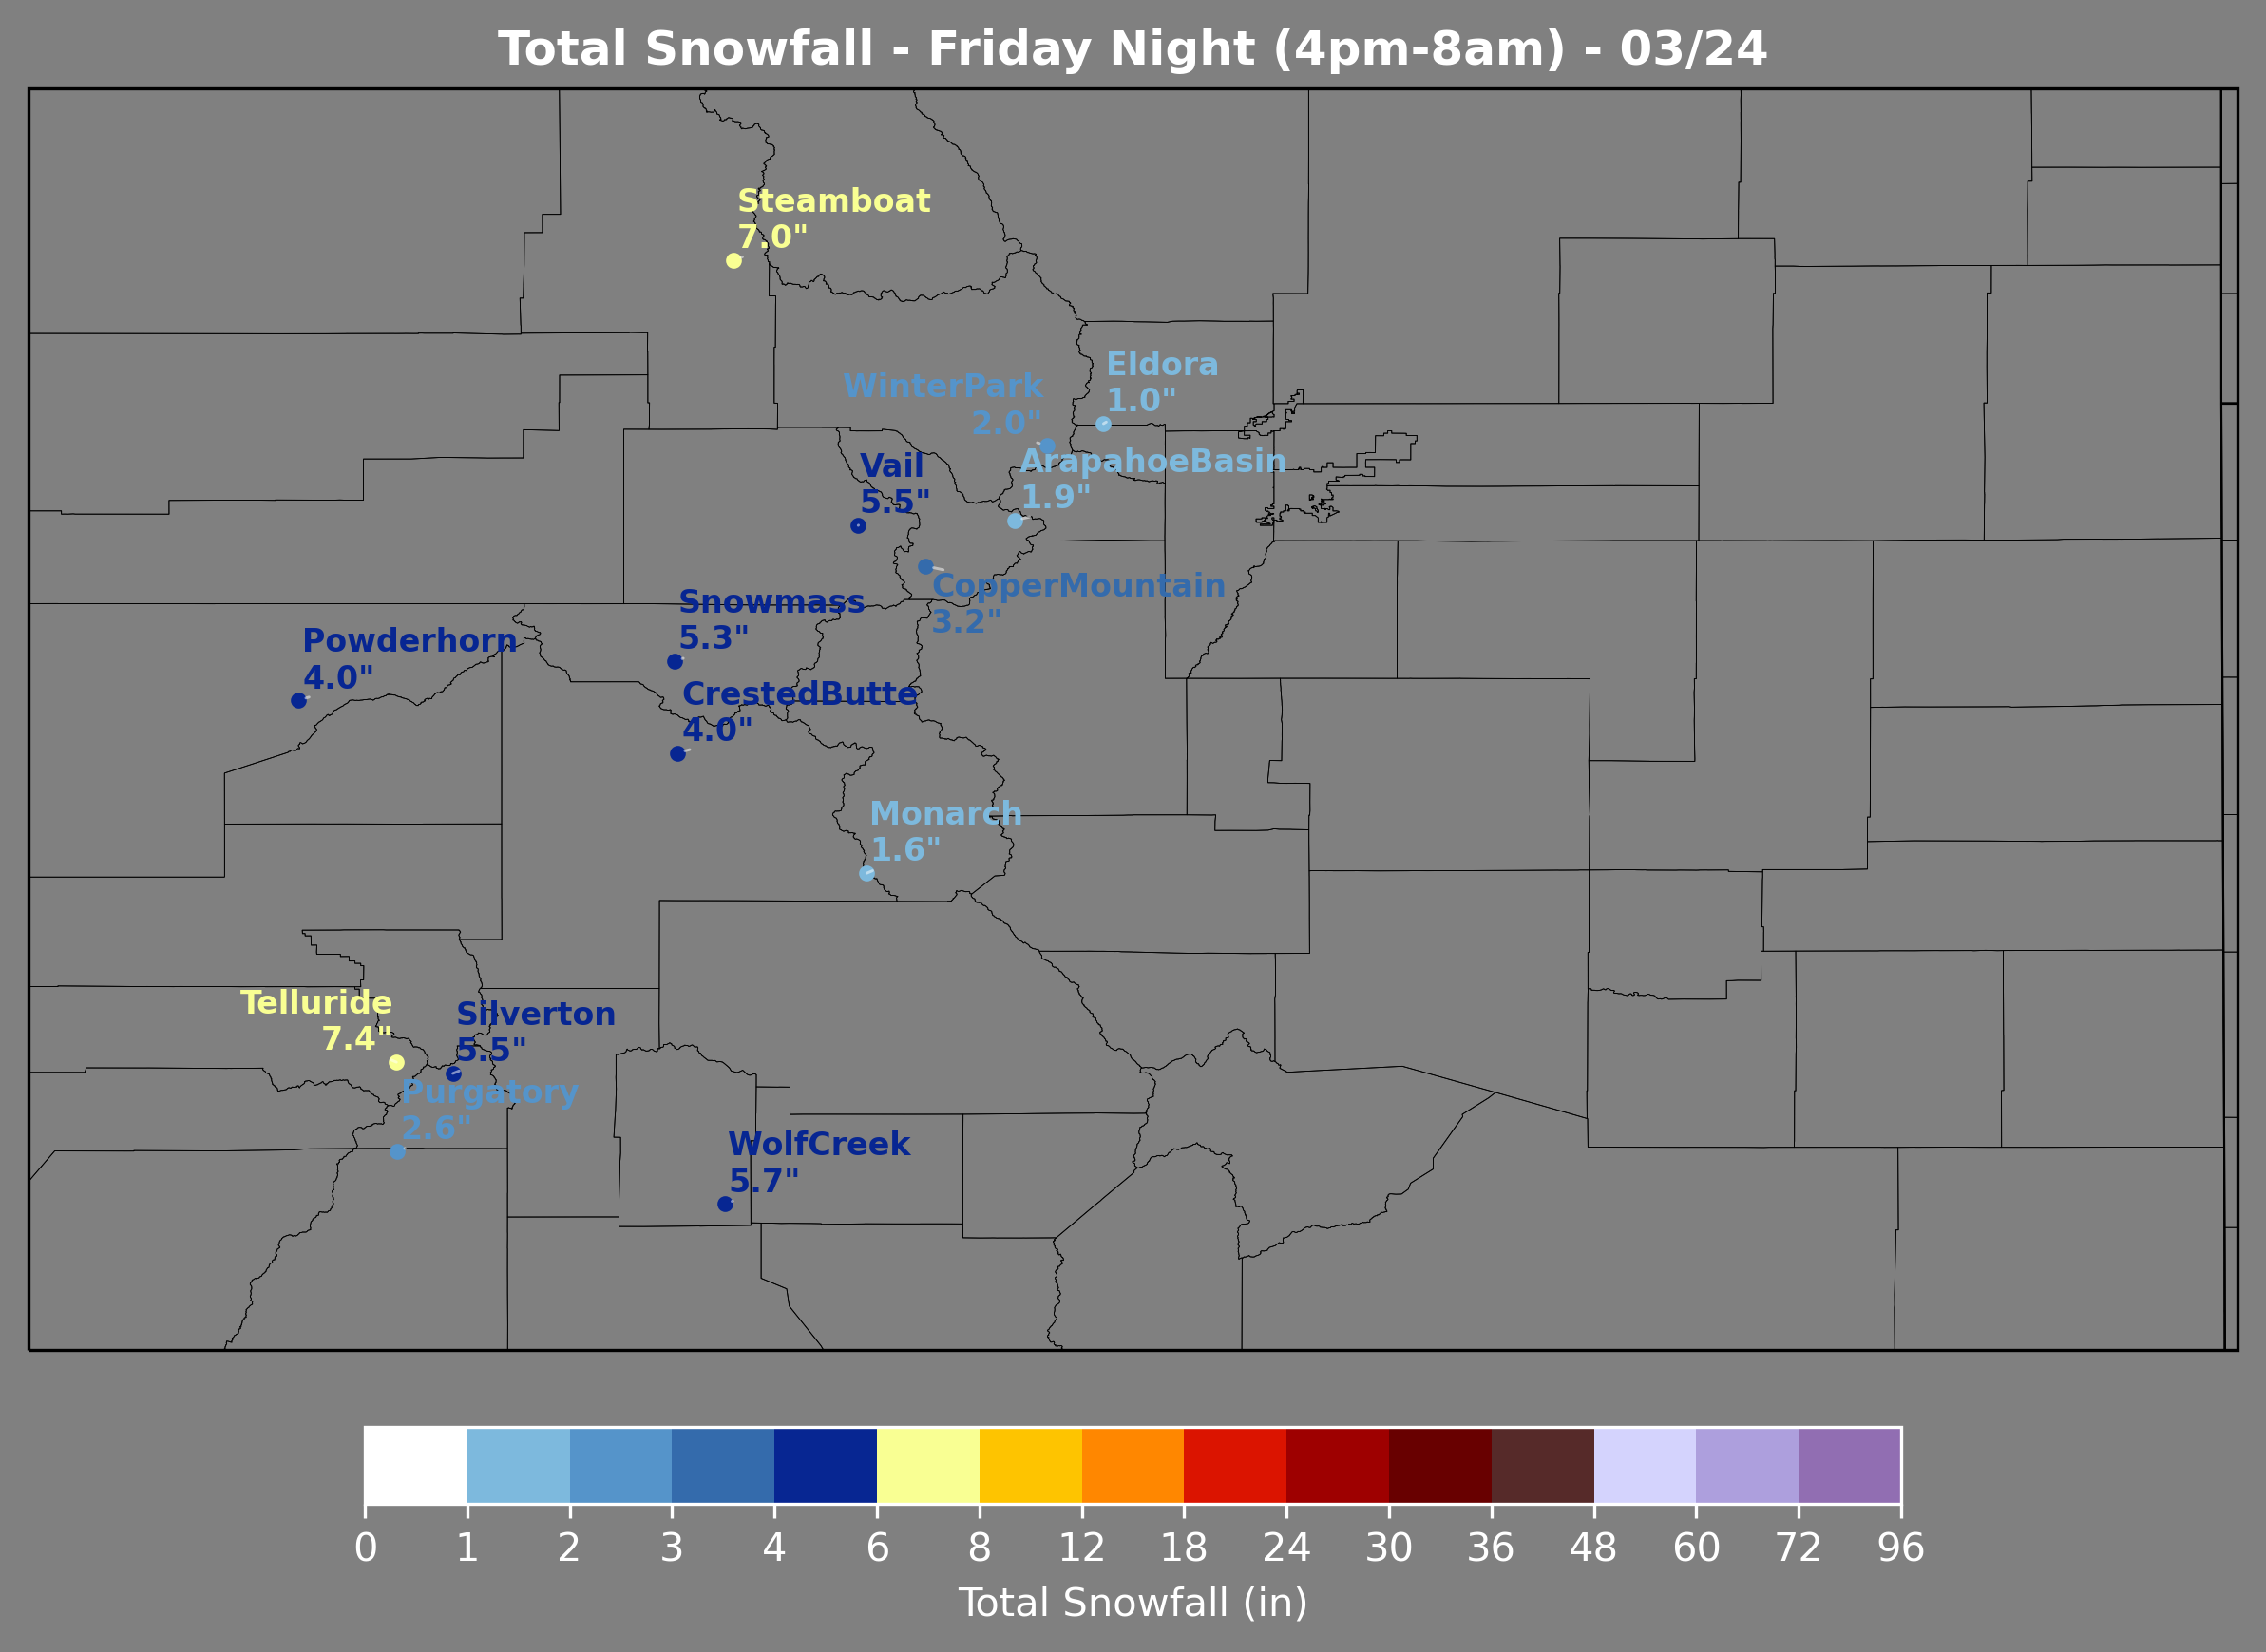 Total Snowfall - Friday Night (4pm-8am) - 03/24
Steamboat
7.0"
Eldora
1.0"
WinterPark
2.0"
ArapahoeBasin
1.9"
Vail
5.5"
CopperMountain
3.2"
Snowmass
5.3"
Powderhorn
4.0"
CrestedButte
4.0"
Monarch
1.6"
Telluride
7.4"
Silverton
5.5"
Purgatory
2.6"
WolfCreek
5.7"
0 1 2 3 4 6 8 12 18 24 30 36 48 60 72 96
Total Snowfall (in)